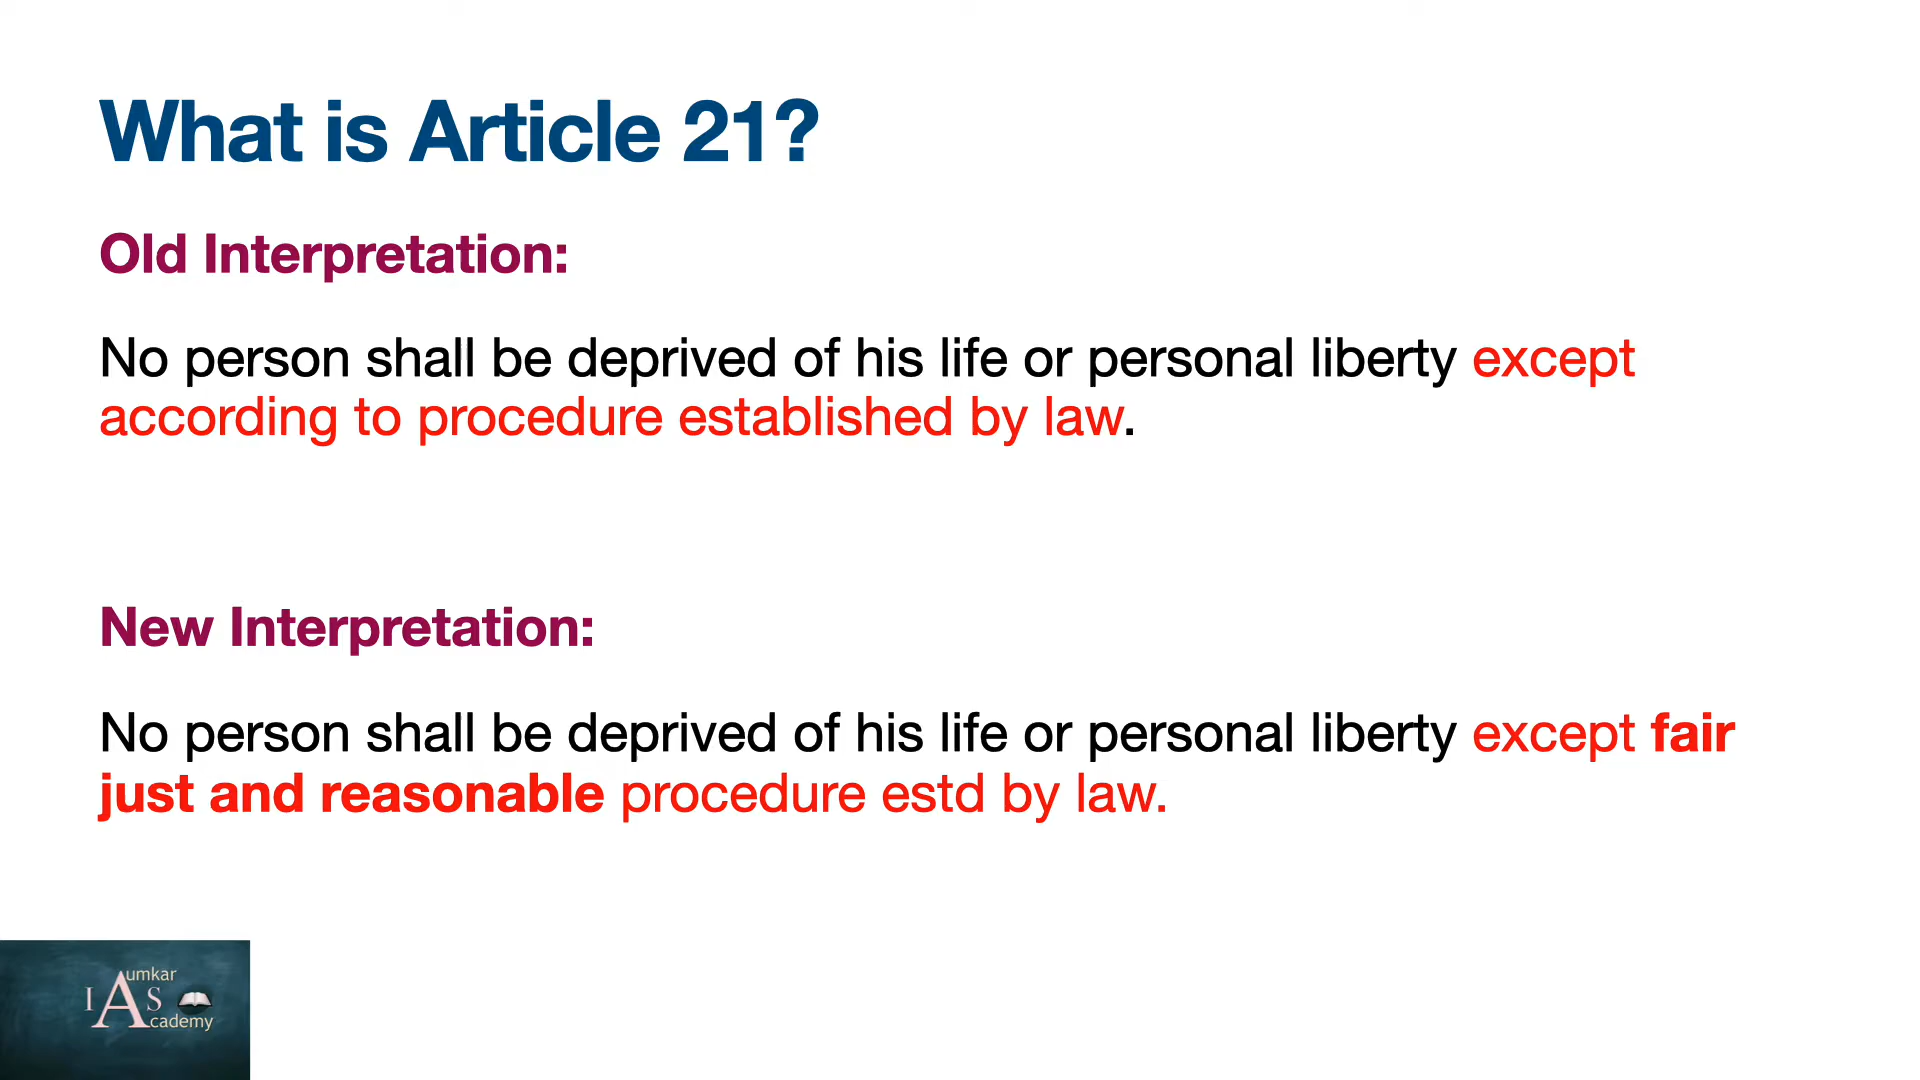 What is Article 21?
Old Interpretation:
No person shall be deprived of his life or personal liberty except
according to procedure established by law.
New Interpretation:
No person shall be deprived of his life or personal liberty except fair
just and reasonable procedure estd by law.
Aumkar
IAS
Academy